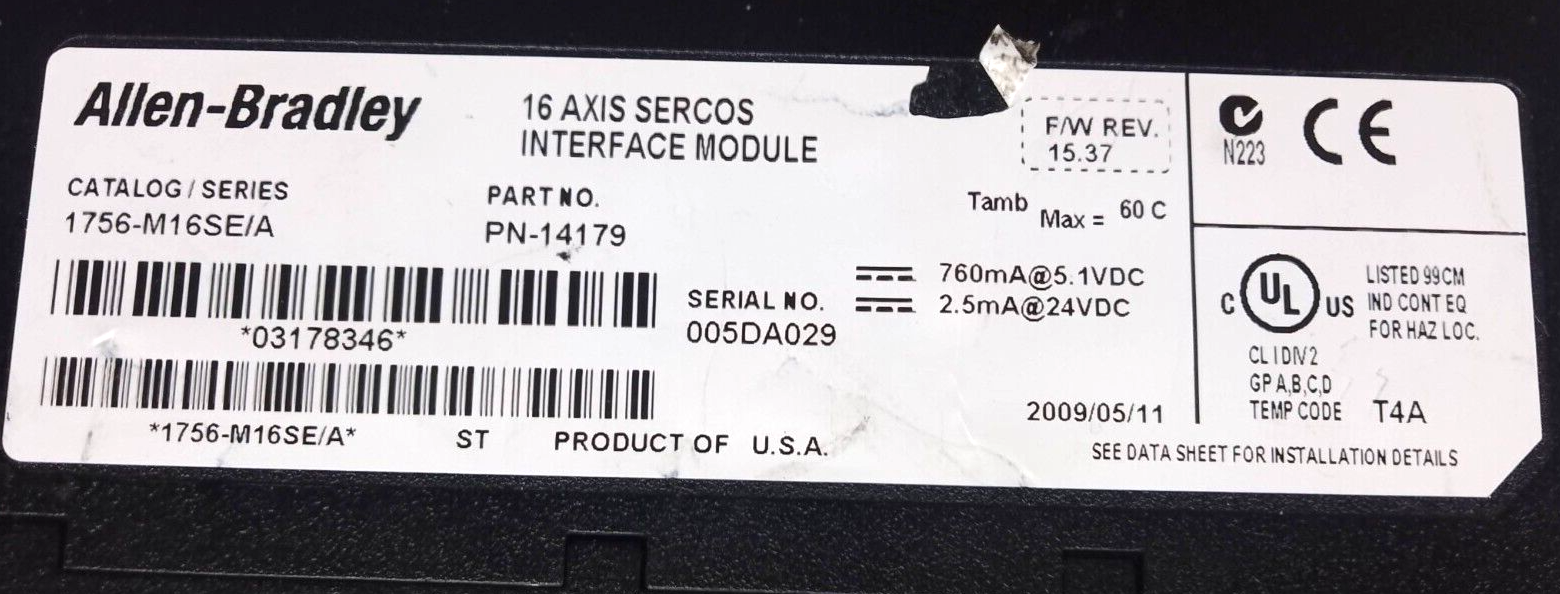 Allen-Bradley
16 AXIS SERCOS
INTERFACE MODULE
F/W REV.
15.37
N223
CE
CATALOG / SERIES
1756-M16SE/A
PART NO.
PN-14179
Tamb Max = 60 C
*03178346*
SERIAL NO.
005DA029
760mA@5.1VDC
2.5mA@24VDC
C UL US
LISTED 99CM
IND CONT EQ
FOR HAZ LOC.
CL I DIV 2
GP A,B,C,D
TEMP CODE T4A
*1756-M16SE/A*
ST
PRODUCT OF U.S.A.
2009/05/11
SEE DATA SHEET FOR INSTALLATION DETAILS